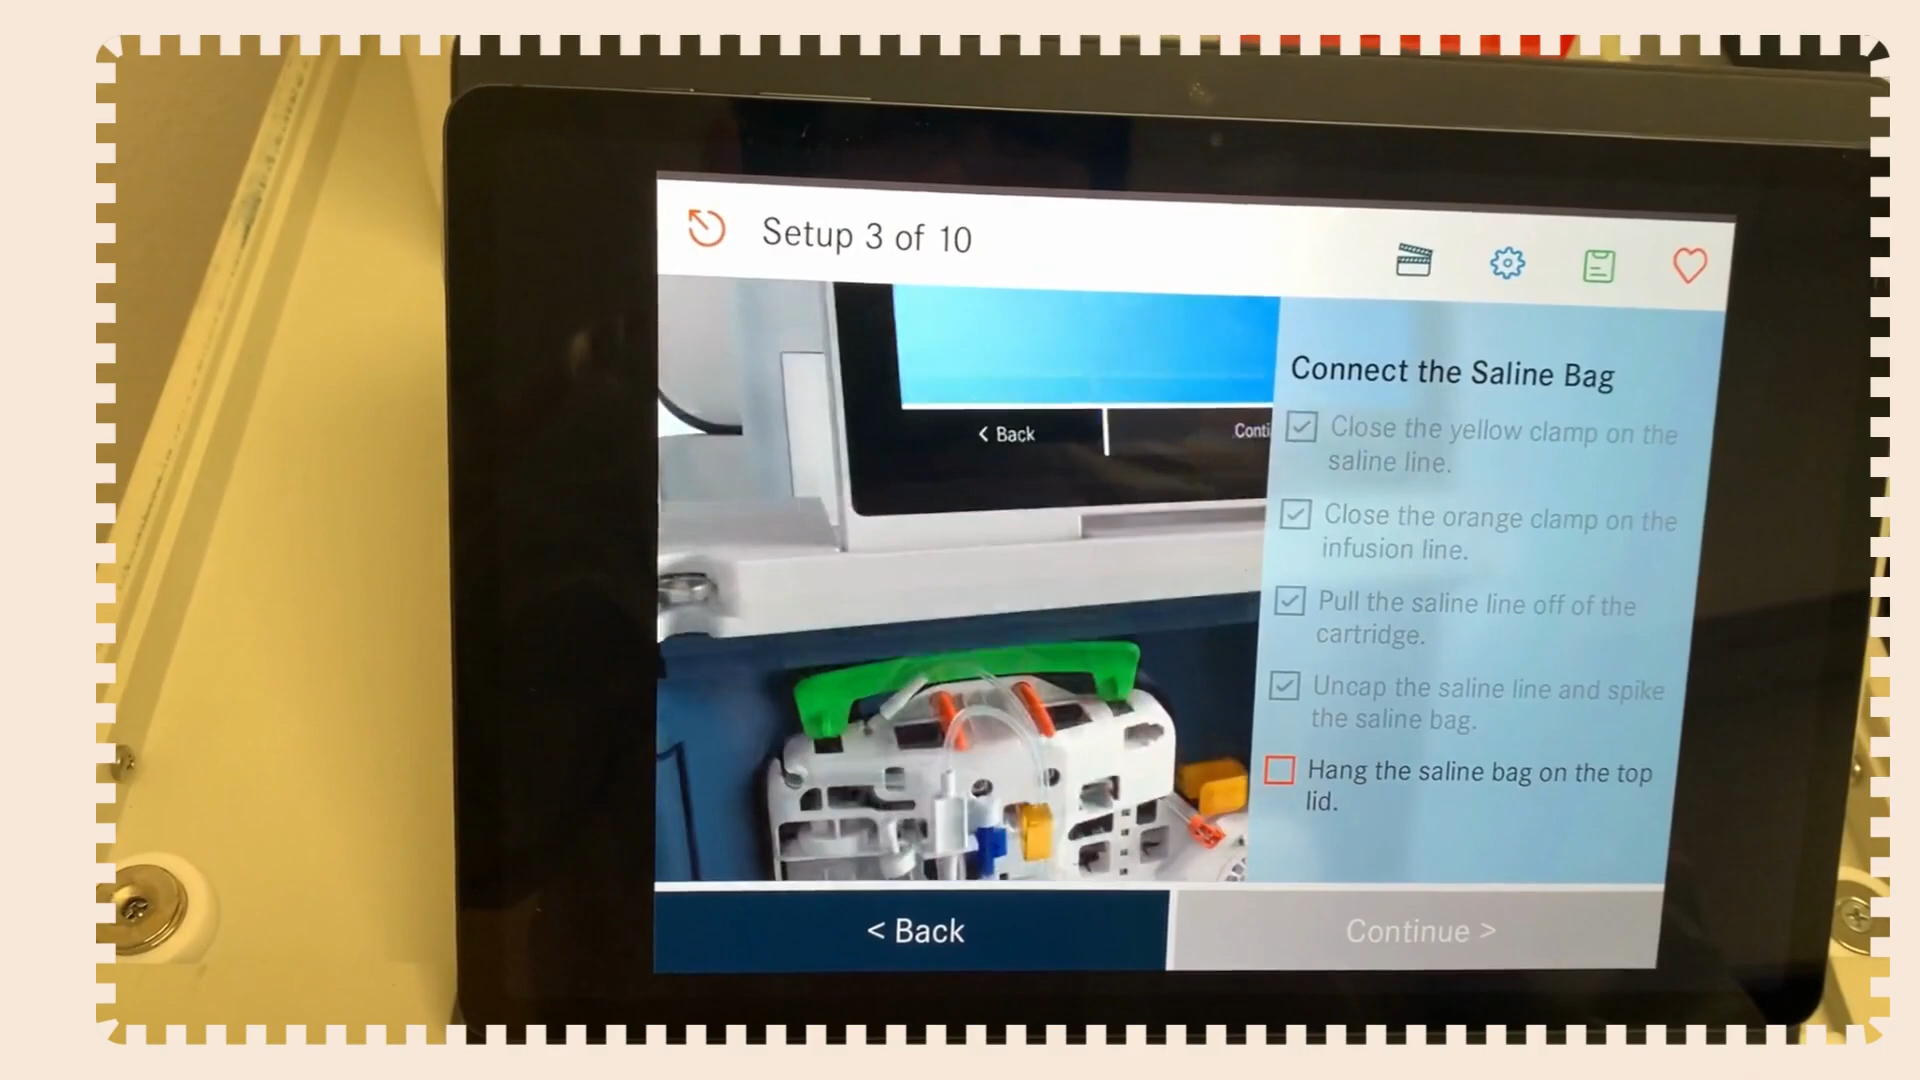 Setup 3 of 10
< Back
Conti
Connect the Saline Bag
Close the yellow clamp on the
saline line.
Close the orange clamp on the
infusion line.
Pull the saline line off of the
cartridge.
Uncap the saline line and spike
the saline bag.
Hang the saline bag on the top
lid.
< Back
Continue >